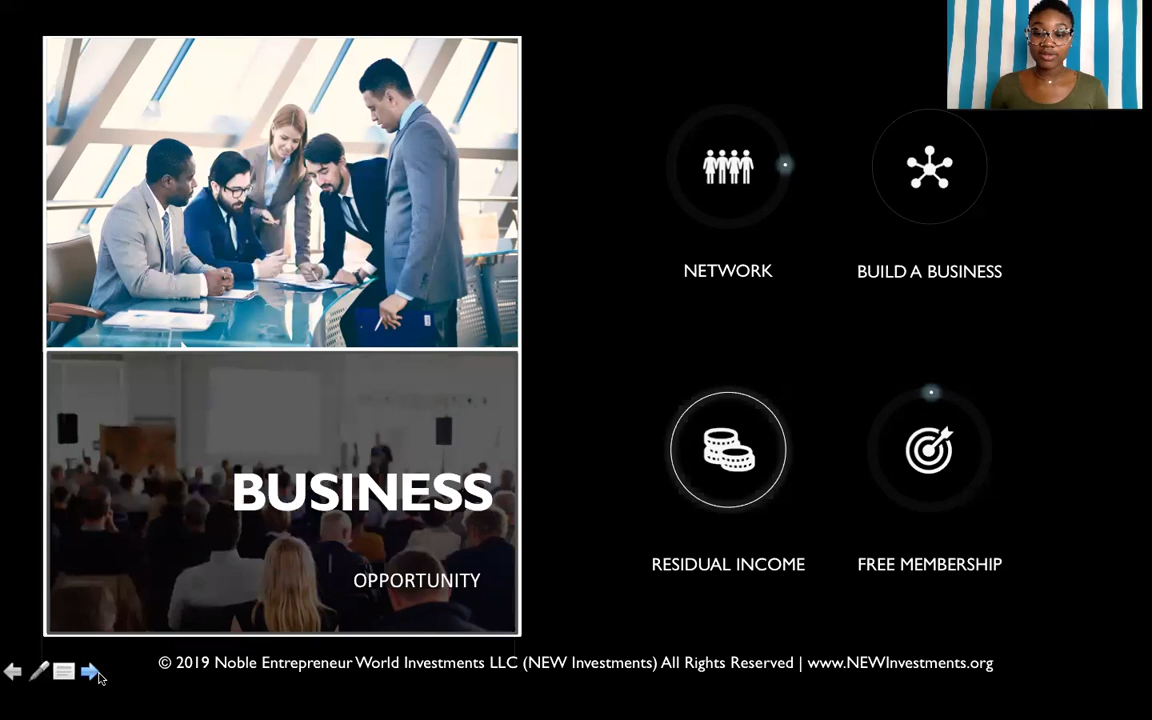 NETWORK
BUILD A BUSINESS
BUSINESS
OPPORTUNITY
RESIDUAL INCOME
FREE MEMBERSHIP
© 2019 Noble Entrepreneur World Investments LLC (NEW Investments) All Rights Reserved | www.NEWInvestments.org